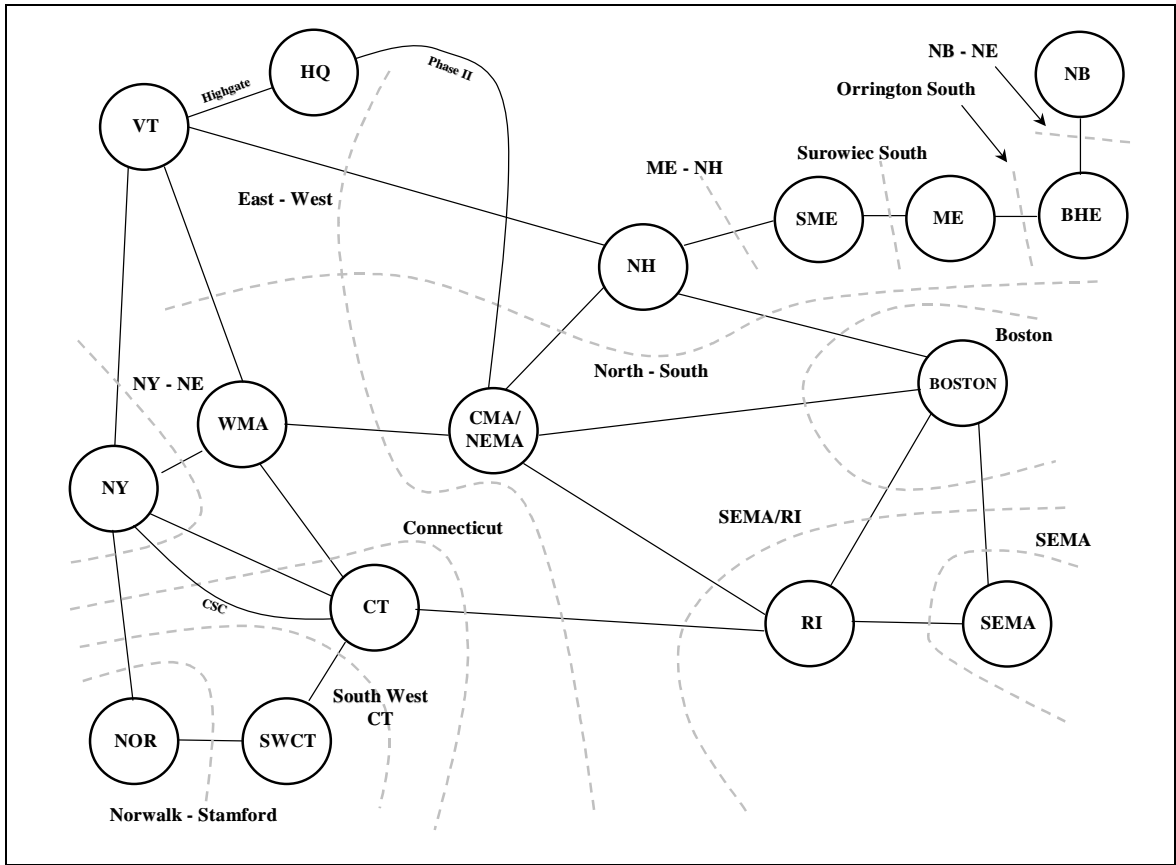 NB - NE
HQ
Phase II
NB
Highgate
Orrington South
VT
Surowiec South
ME - NH
East - West
SME
ME
BHE
NH
Boston
North - South
NY - NE
BOSTON
CMA/
NEMA
WMA
NY
SEMA/RI
Connecticut
SEMA
CSC
CT
RI
SEMA
South West
CT
NOR
SWCT
Norwalk - Stamford